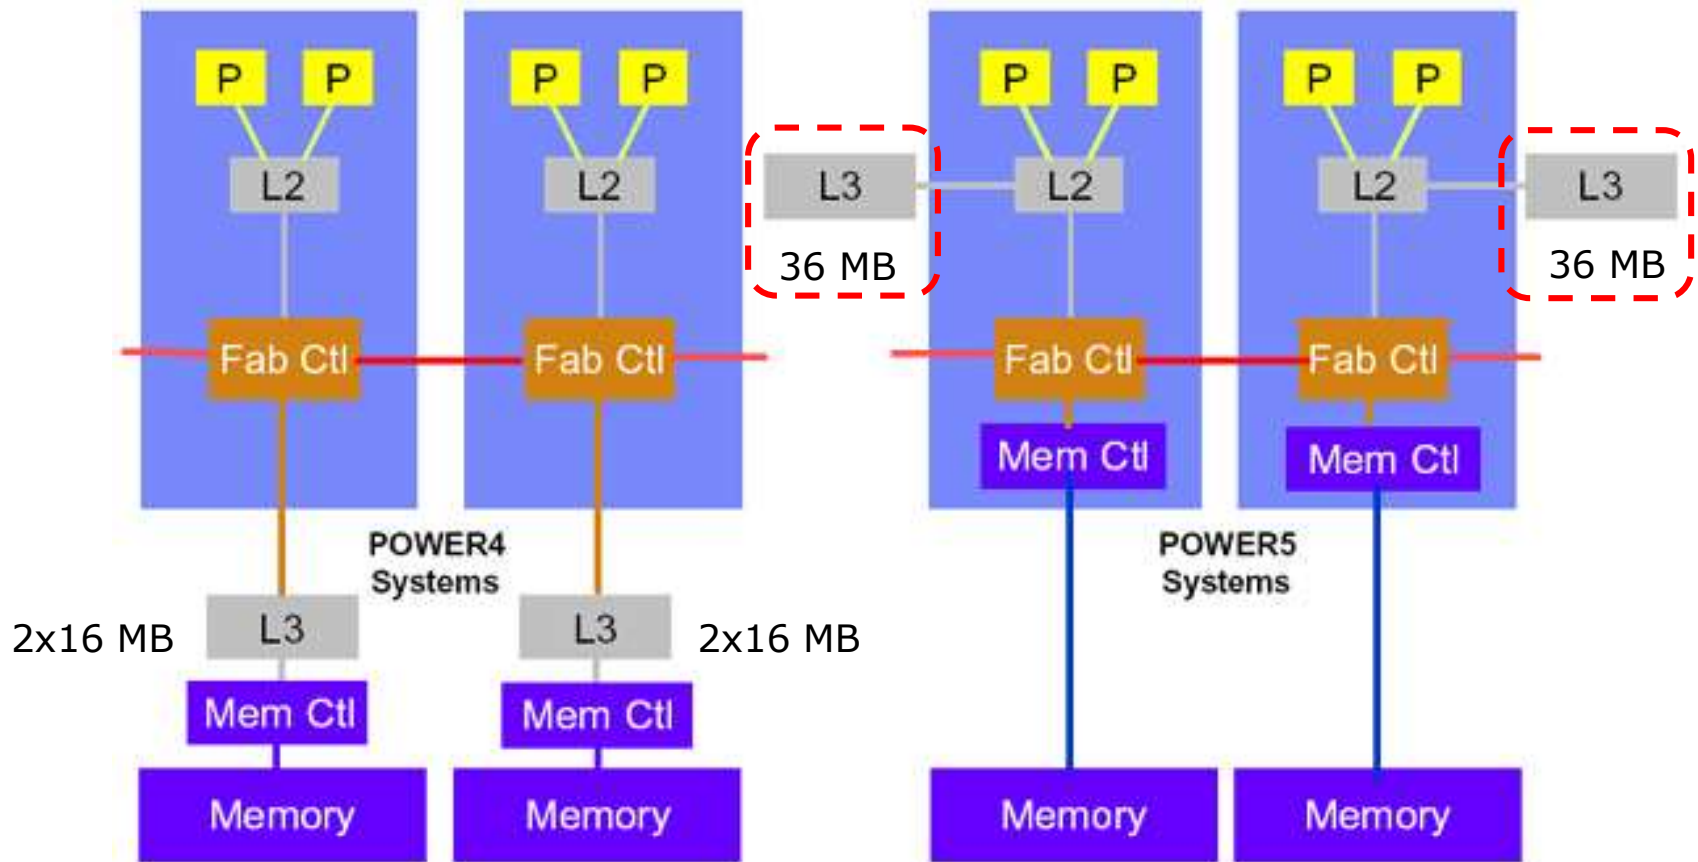 P P P P P P P P
L2 L2 L3 L2 L2 L3
36 MB 36 MB
Fab Ctl Fab Ctl Fab Ctl Fab Ctl
Mem Ctl Mem Ctl
POWER4 POWER5
Systems Systems
2x16 MB L3 L3 2x16 MB
Mem Ctl Mem Ctl
Memory Memory Memory Memory